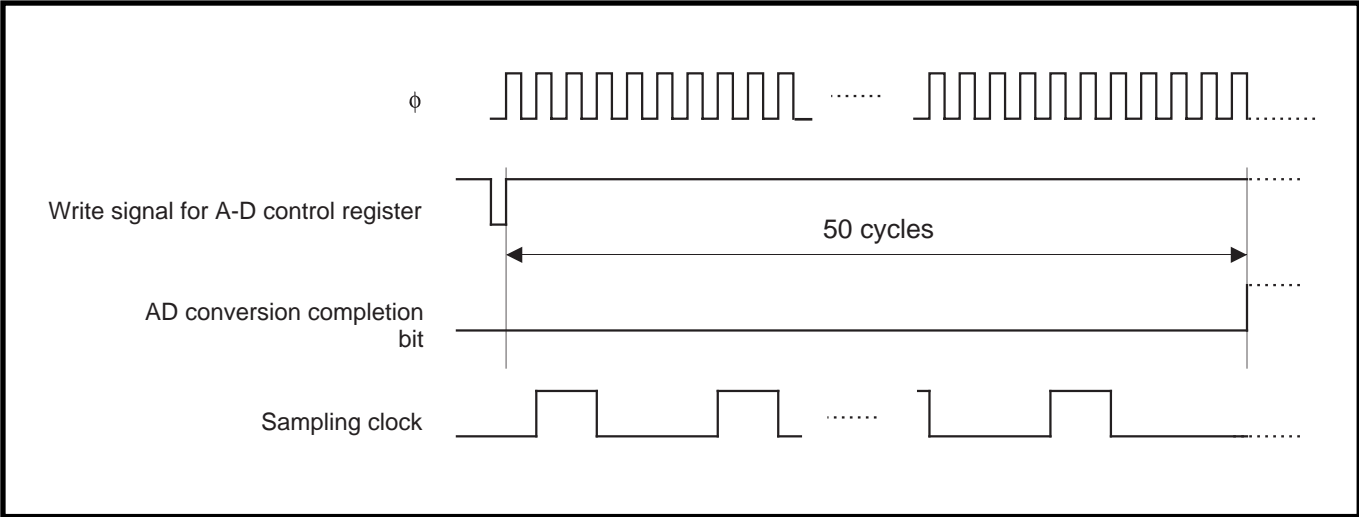 ϕ
Write signal for A-D control register
50 cycles
AD conversion completion
bit
Sampling clock